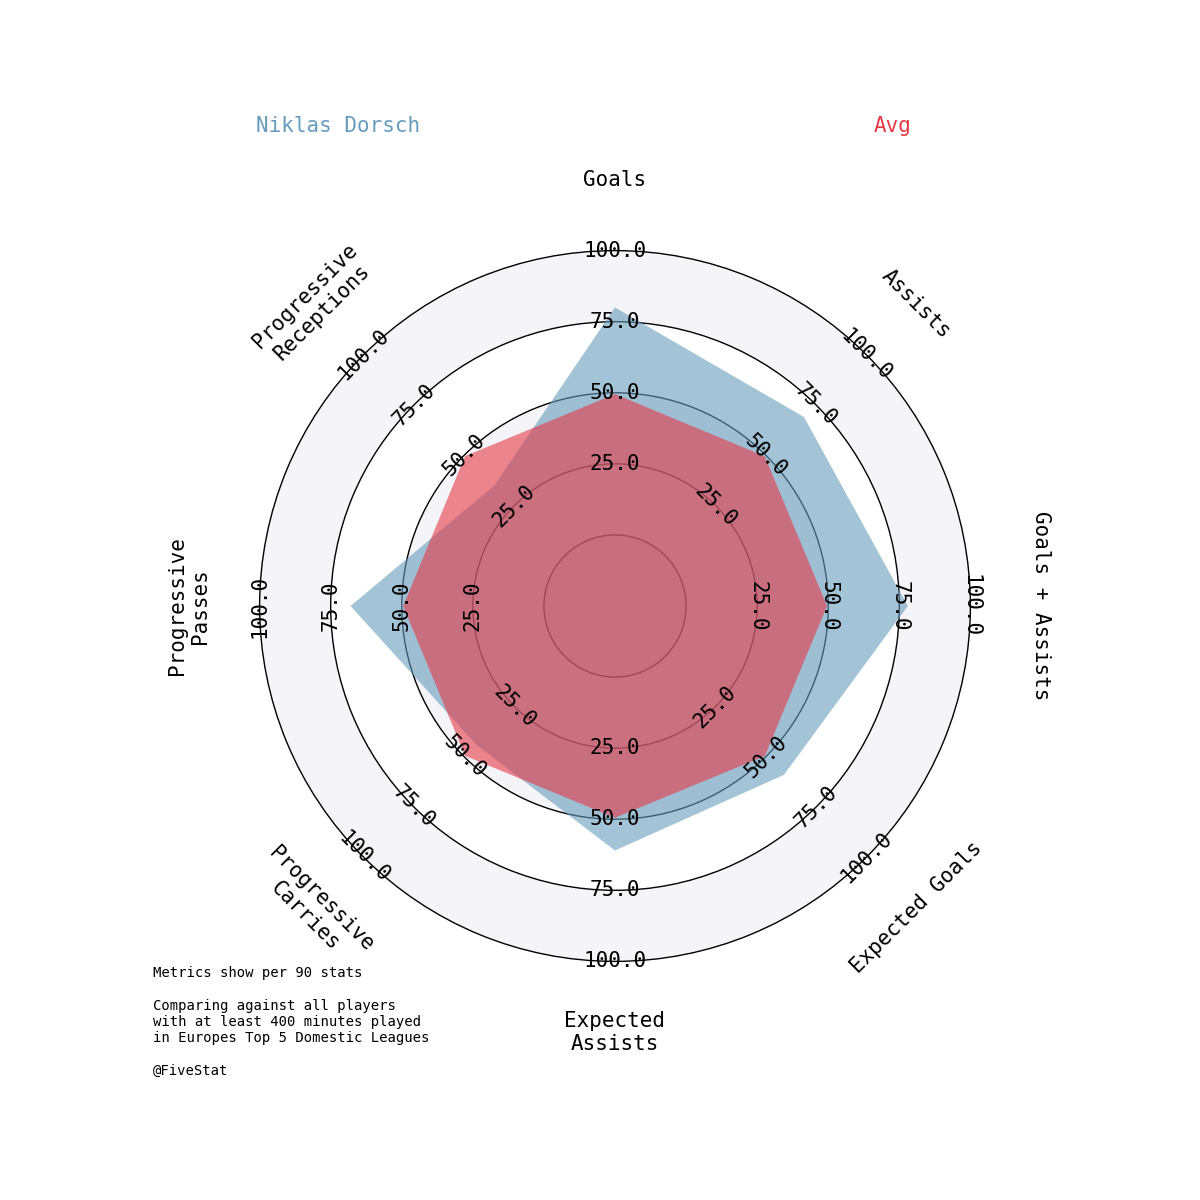 Niklas Dorsch
Avg
Goals
Assists
Goals + Assists
Expected Goals
Expected
Assists
Progressive
Carries
Progressive
Passes
Progressive
Receptions
25.0
50.0
75.0
100.0
25.0
50.0
75.0
100.0
25.0
50.0
75.0
100.0
25.0
50.0
75.0
100.0
25.0
50.0
75.0
100.0
25.0
50.0
75.0
100.0
25.0
50.0
75.0
100.0
25.0
50.0
75.0
100.0
Metrics show per 90 stats
Comparing against all players
with at least 400 minutes played
in Europes Top 5 Domestic Leagues
@FiveStat